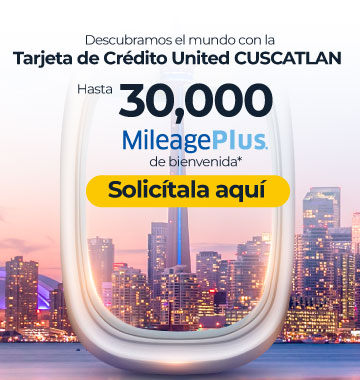 Descubramos el mundo con la
Tarjeta de Crédito United CUSCATLAN
Hasta 30,000
MileagePlus
de bienvenida*
Solicítala aquí